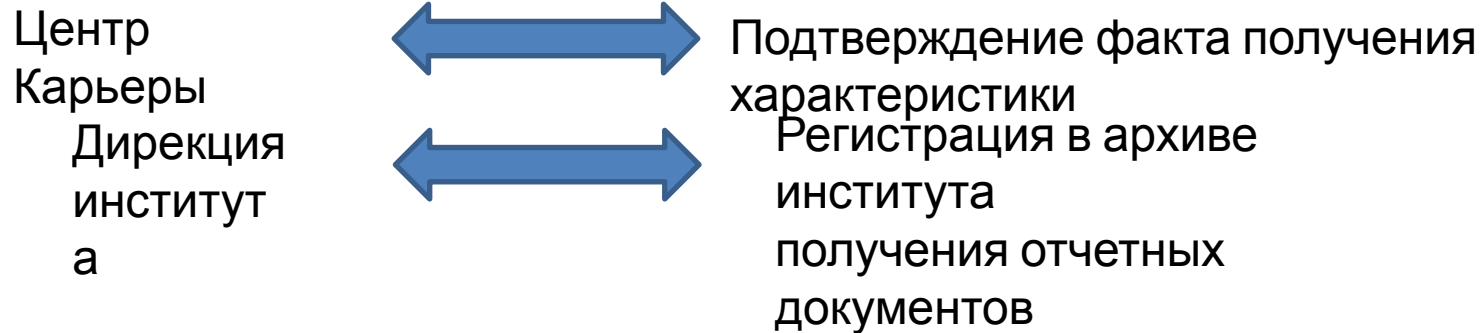 Центр
Карьеры
Подтверждение факта получения
характеристики
Дирекция
институт
а
Регистрация в архиве
института
получения отчетных
документов